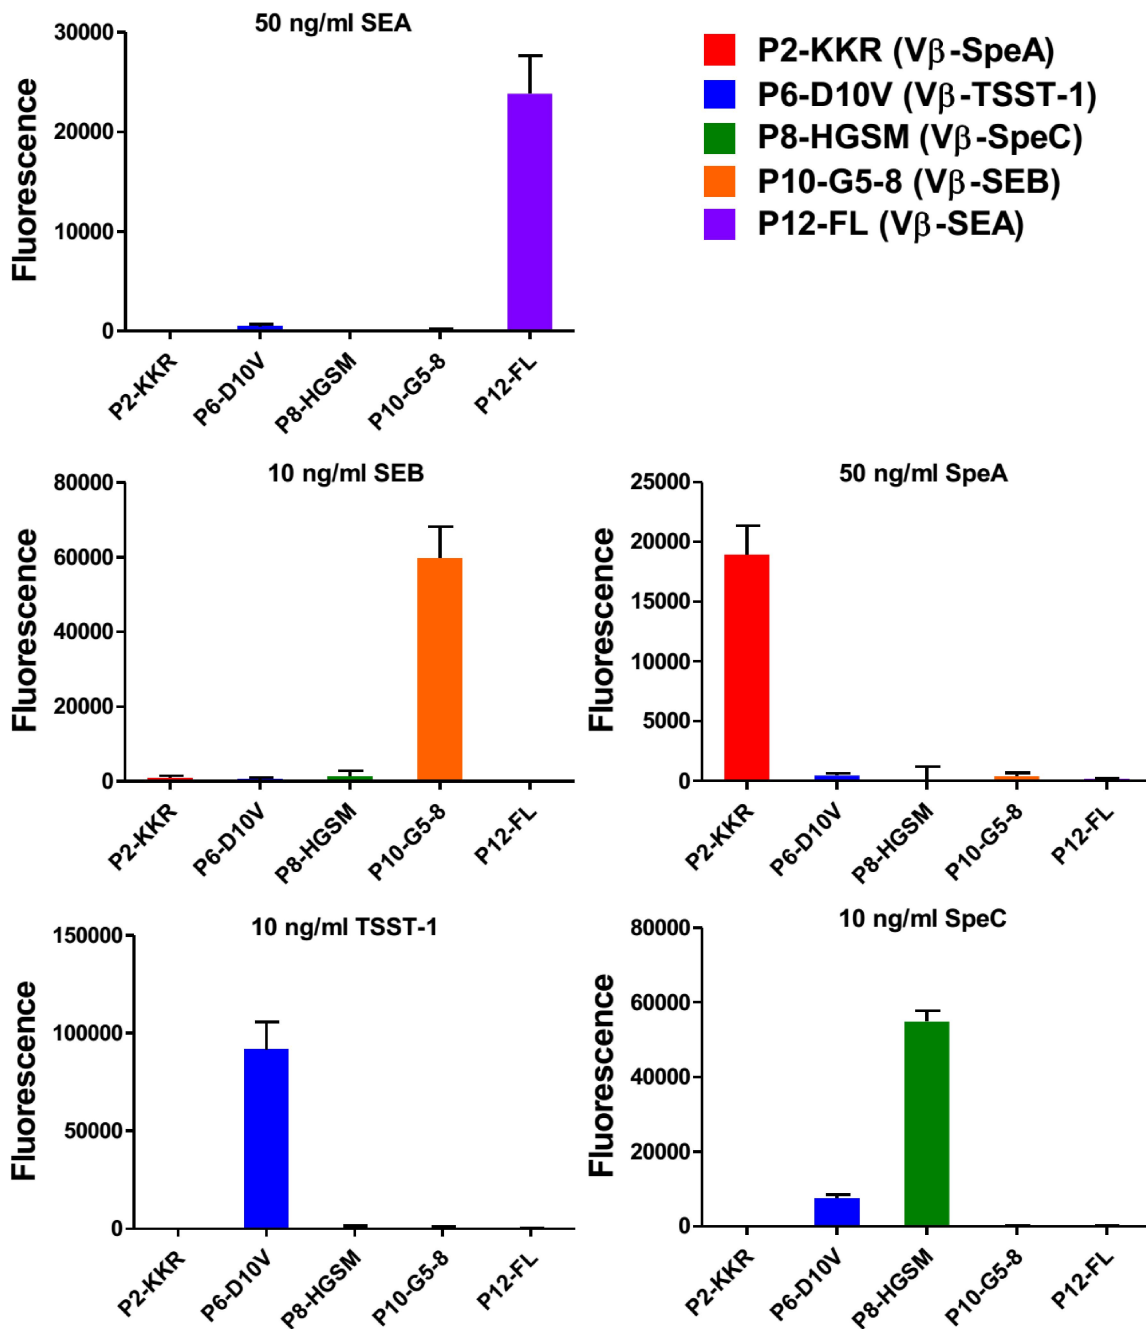 50 ng/ml SEA
Fluorescence
30000
20000
10000
0
P2-KKR
P6-D10V
P8-HGSM
P10-G5-8
P12-FL
P2-KKR (Vβ-SpeA)
P6-D10V (Vβ-TSST-1)
P8-HGSM (Vβ-SpeC)
P10-G5-8 (Vβ-SEB)
P12-FL (Vβ-SEA)
10 ng/ml SEB
Fluorescence
80000
60000
40000
20000
0
P2-KKR
P6-D10V
P8-HGSM
P10-G5-8
P12-FL
50 ng/ml SpeA
Fluorescence
25000
20000
15000
10000
5000
0
P2-KKR
P6-D10V
P8-HGSM
P10-G5-8
P12-FL
10 ng/ml TSST-1
Fluorescence
150000
100000
50000
0
P2-KKR
P6-D10V
P8-HGSM
P10-G5-8
P12-FL
10 ng/ml SpeC
Fluorescence
80000
60000
40000
20000
0
P2-KKR
P6-D10V
P8-HGSM
P10-G5-8
P12-FL